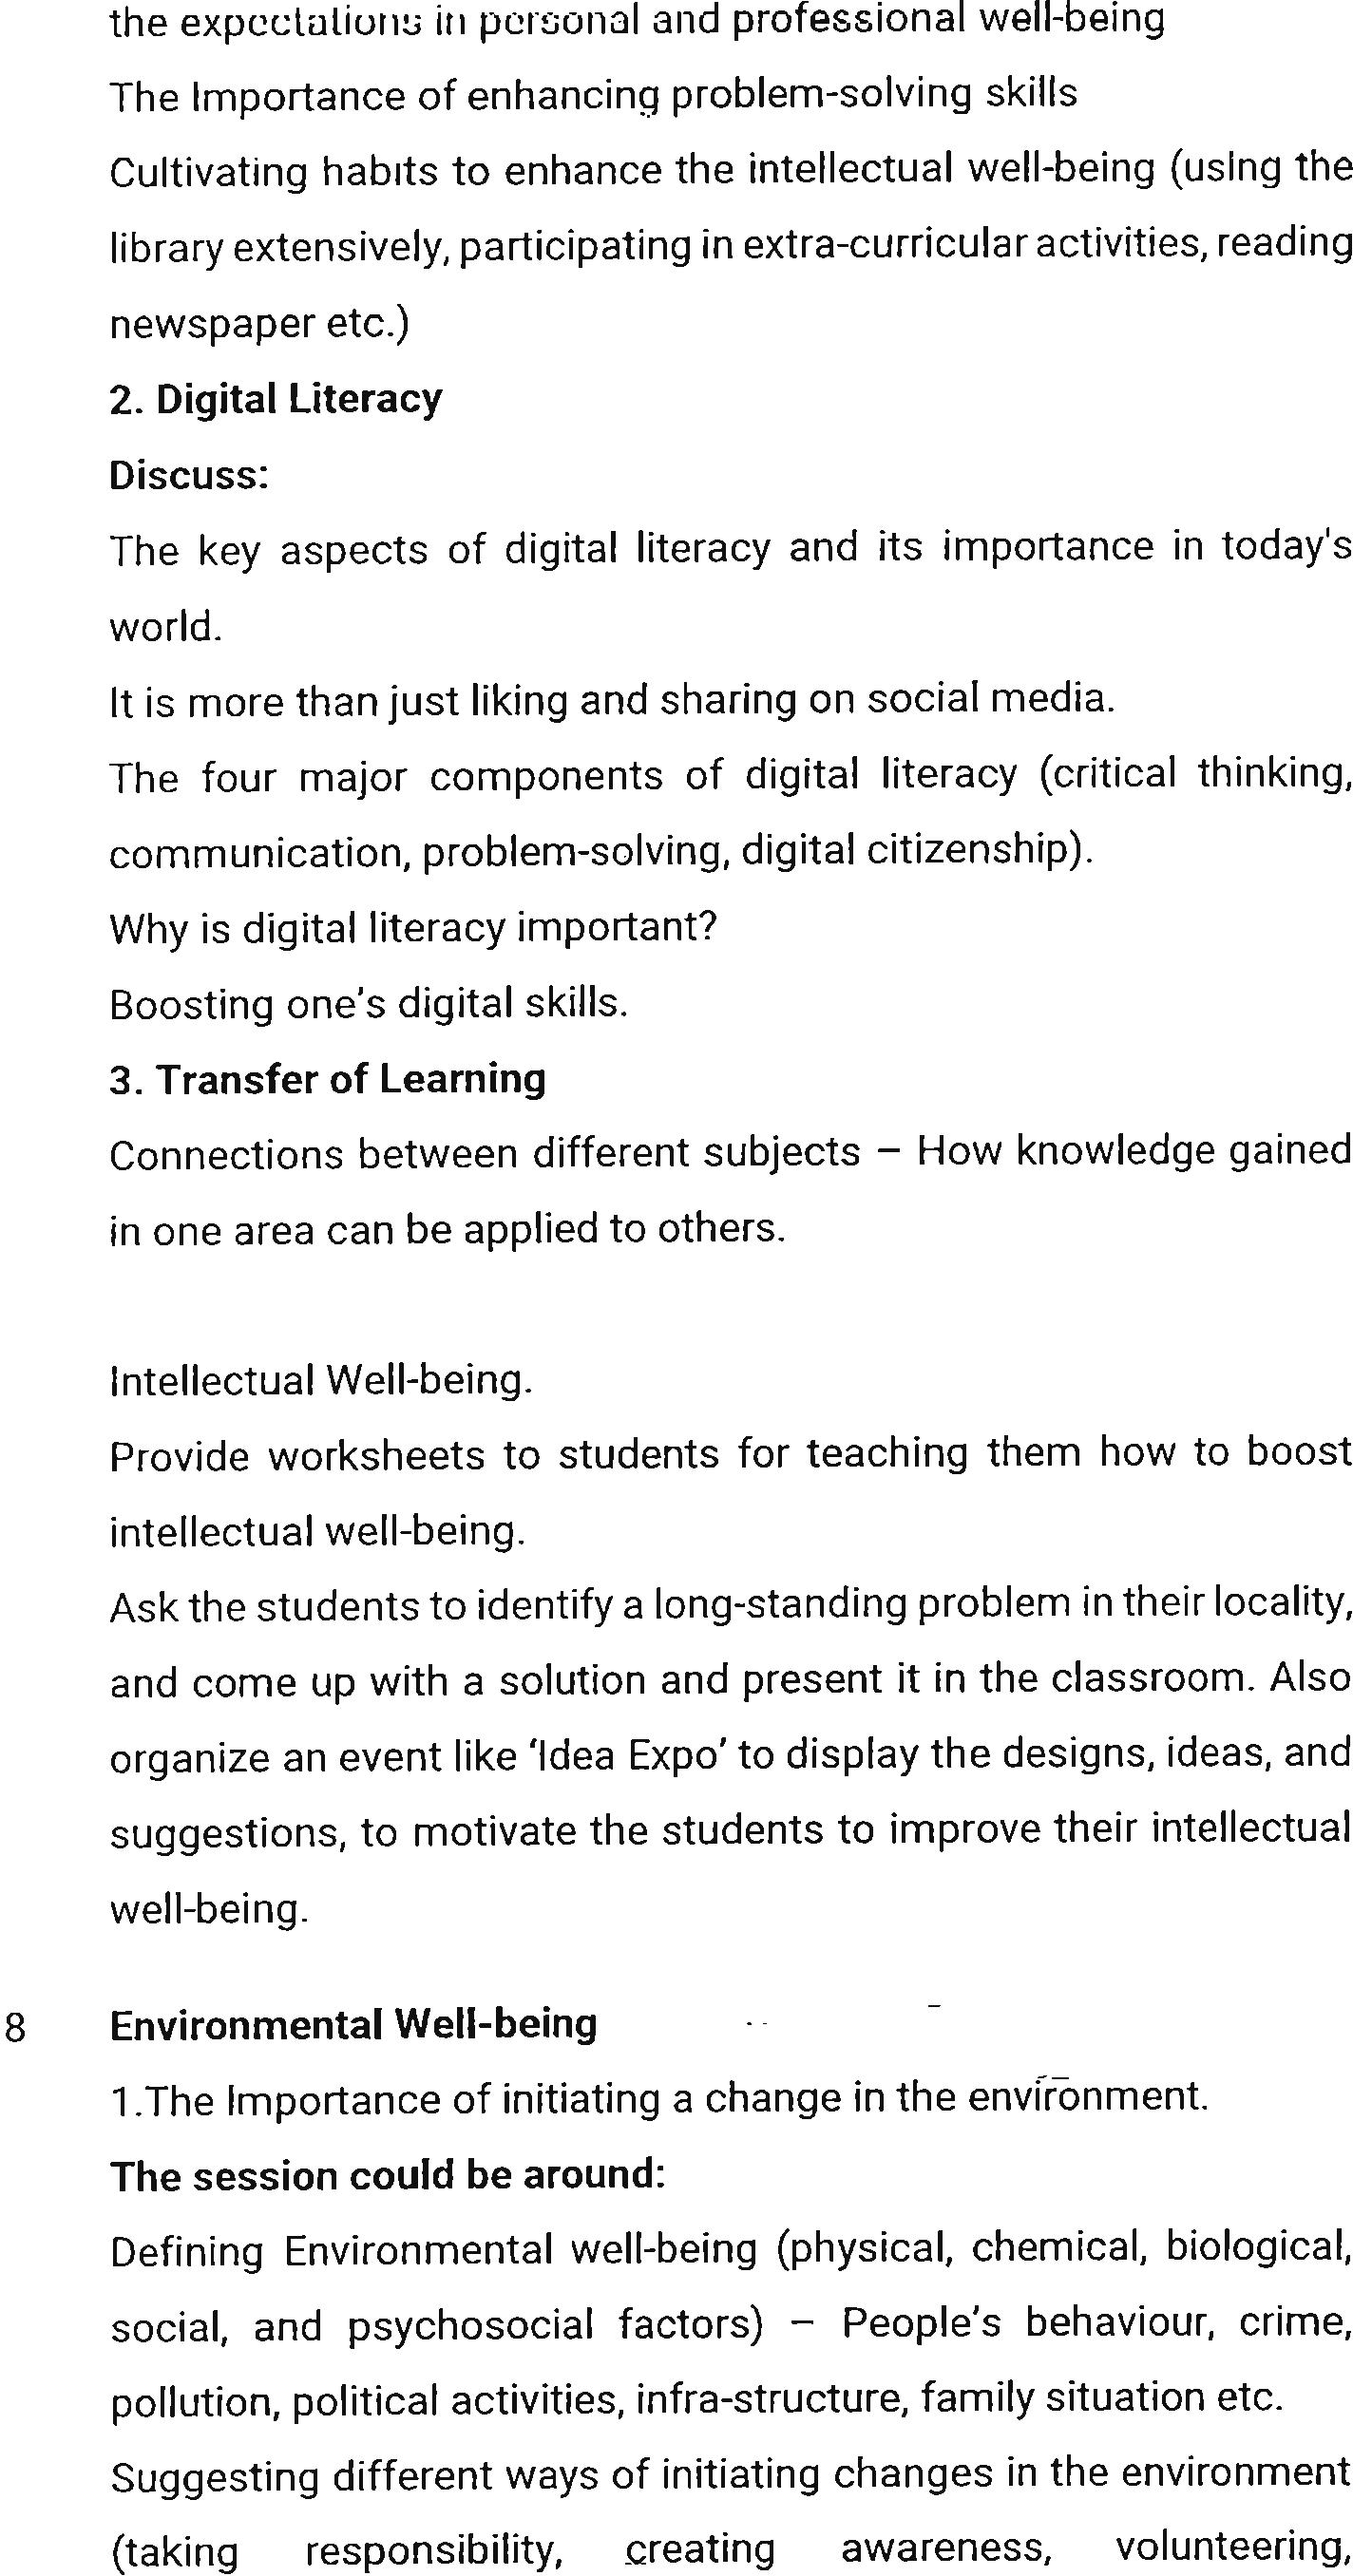 the expectations in personal and professional well-being
The Importance of enhancing problem-solving skills
Cultivating habits to enhance the intellectual well-being (using the
library extensively, participating in extra-curricular activities, reading
newspaper etc.)
2. Digital Literacy
Discuss:
The key aspects of digital literacy and its importance in today's
world.
It is more than just liking and sharing on social media.
The four major components of digital literacy (critical thinking,
communication, problem-solving, digital citizenship).
Why is digital literacy important?
Boosting one's digital skills.
3. Transfer of Learning
Connections between different subjects – How knowledge gained
in one area can be applied to others.
Intellectual Well-being.
Provide worksheets to students for teaching them how to boost
intellectual well-being.
Ask the students to identify a long-standing problem in their locality,
and come up with a solution and present it in the classroom. Also
organize an event like ‘Idea Expo’ to display the designs, ideas, and
suggestions, to motivate the students to improve their intellectual
well-being.
8 Environmental Well-being
1.The Importance of initiating a change in the environment.
The session could be around:
Defining Environmental well-being (physical, chemical, biological,
social, and psychosocial factors) – People's behaviour, crime,
pollution, political activities, infra-structure, family situation etc.
Suggesting different ways of initiating changes in the environment
(taking responsibility, creating awareness, volunteering,